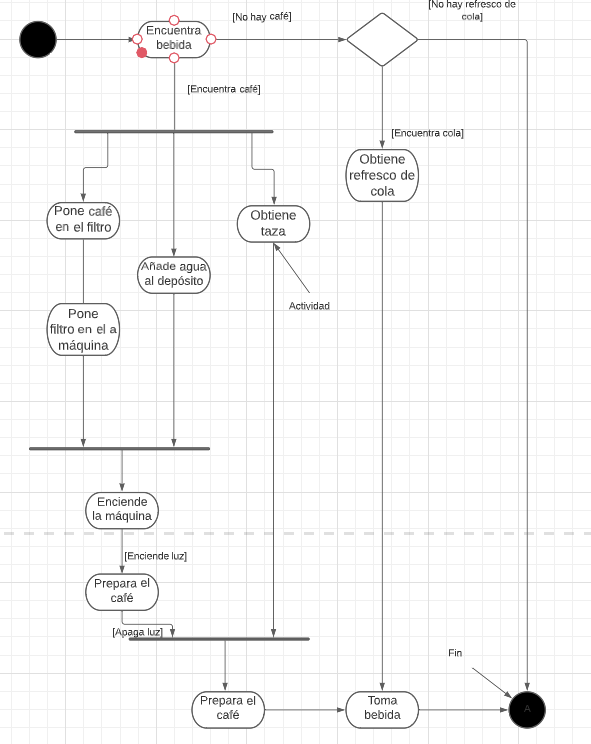 [No hay refresco de
cola]
[No hay café]
Encuentra
bebida
[Encuentra café]
[Encuentra cola]
Obtiene
refresco de
cola
Pone café
en el filtro
Obtiene
taza
Añade agua
al depósito
Actividad
Pone
filtro en el a
máquina
Enciende
la máquina
[Enciende luz]
Prepara el
café
[Apaga luz]
Fin
Prepara el
café
Toma
bebida
A